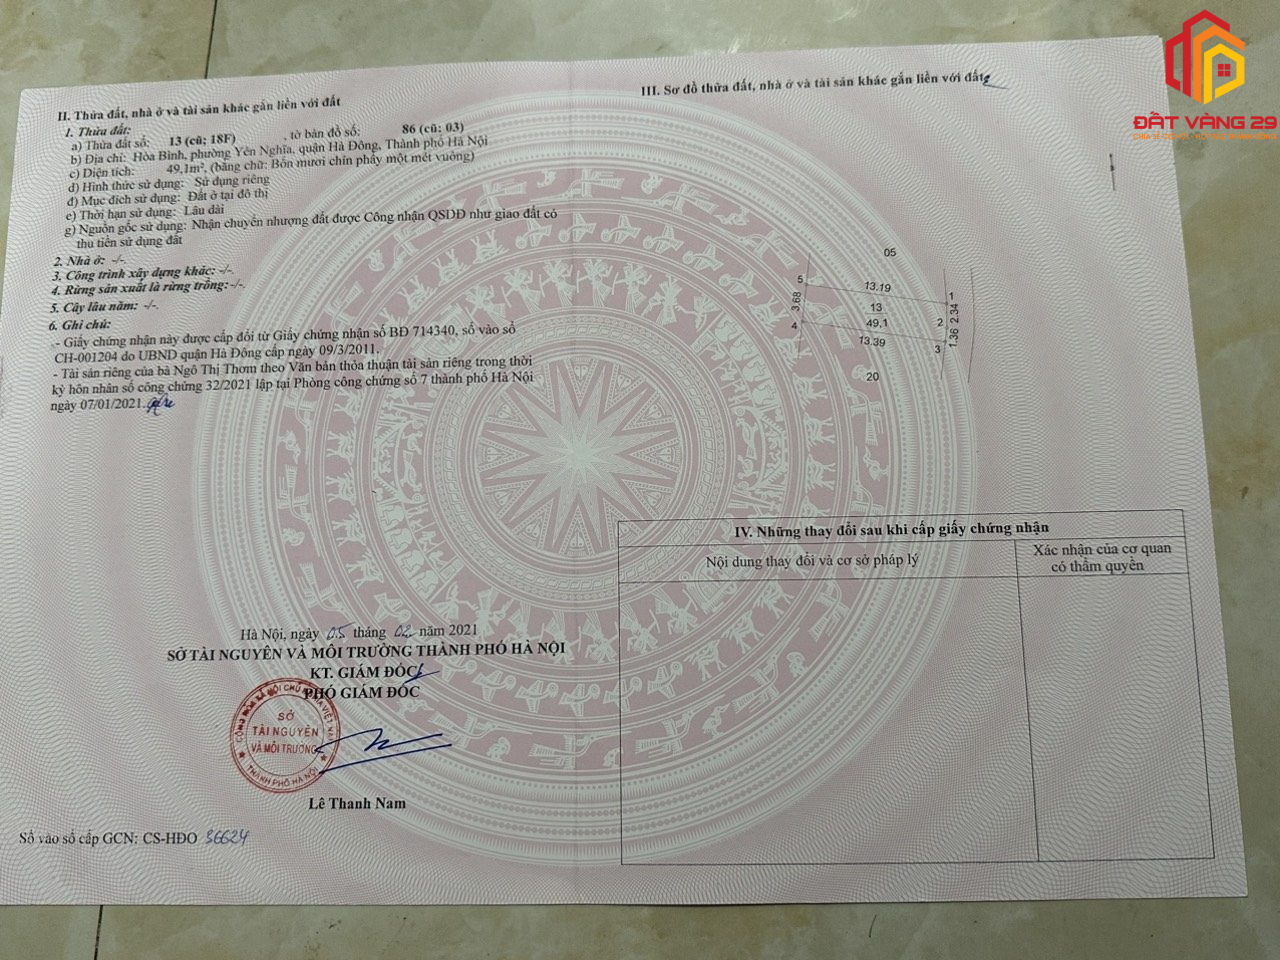 ĐẤT VÀNG 29
II. Thửa đất, nhà ở và tài sản khác gắn liền với đất
1. Thửa đất:
a) Thửa đất số: 13 (cũ: 18F) , tờ bản đồ số: 86 (cũ: 03)
b) Địa chỉ: Hòa Bình, phường Yên Nghĩa, quận Hà Đông, Thành phố Hà Nội
c) Diện tích: 49,1m², (bằng chữ: Bốn mươi chín phẩy một mét vuông)
d) Hình thức sử dụng: Sử dụng riêng
đ) Mục đích sử dụng: Đất ở tại đô thị
e) Thời hạn sử dụng: Lâu dài
g) Nguồn gốc sử dụng: Nhận chuyển nhượng đất được Công nhận QSDĐ như giao đất có
thu tiền sử dụng đất
2. Nhà ở: -/-.
3. Công trình xây dựng khác: -/-.
4. Rừng sản xuất là rừng trồng: -/-.
5. Cây lâu năm: -/-.
6. Ghi chú:
- Giấy chứng nhận này được cấp đổi từ Giấy chứng nhận số BĐ 714340, số vào sổ
CH-001204 do UBND quận Hà Đông cấp ngày 09/3/2011.
- Tài sản riêng của bà Ngô Thị Thơm theo Văn bản thỏa thuận tài sản riêng trong thời
kỳ hôn nhân số công chứng 32/2021 lập tại Phòng công chứng số 7 thành phố Hà Nội
ngày 07/01/2021.
Hà Nội, ngày 05 tháng 02 năm 2021
SỞ TÀI NGUYÊN VÀ MÔI TRƯỜNG THÀNH PHỐ HÀ NỘI
KT. GIÁM ĐỐC
PHÓ GIÁM ĐỐC
SỞ
TÀI NGUYÊN
VÀ MÔI TRƯỜNG
THÀNH PHỐ HÀ NỘI
Lê Thanh Nam
Số vào sổ cấp GCN: CS-HĐO 36624
III. Sơ đồ thửa đất, nhà ở và tài sản khác gắn liền với đất
05
5
13.19
1
3.68
13
2.34
4
49,1
2
13.39
1.36
3
20
IV. Những thay đổi sau khi cấp giấy chứng nhận
Nội dung thay đổi và cơ sở pháp lý
Xác nhận của cơ quan
có thẩm quyền